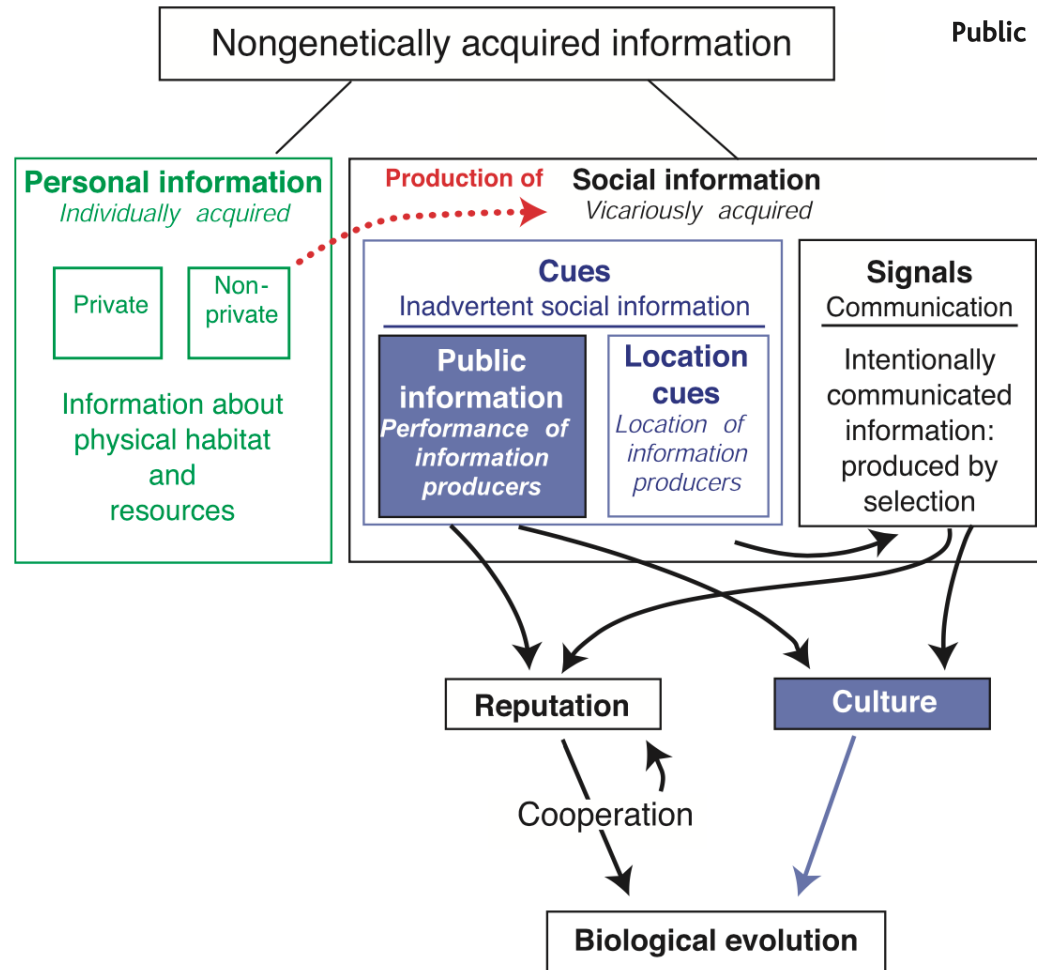 Public
Nongenetically acquired information
Personal information
Individually acquired
Private
Non-
private
Information about
physical habitat
and
resources
Production of
Social information
Vicariously acquired
Cues
Inadvertent social information
Public
information
Performance of
information
producers
Location
cues
Location of
information
producers
Signals
Communication
Intentionally
communicated
information:
produced by
selection
Reputation
Culture
Cooperation
Biological evolution